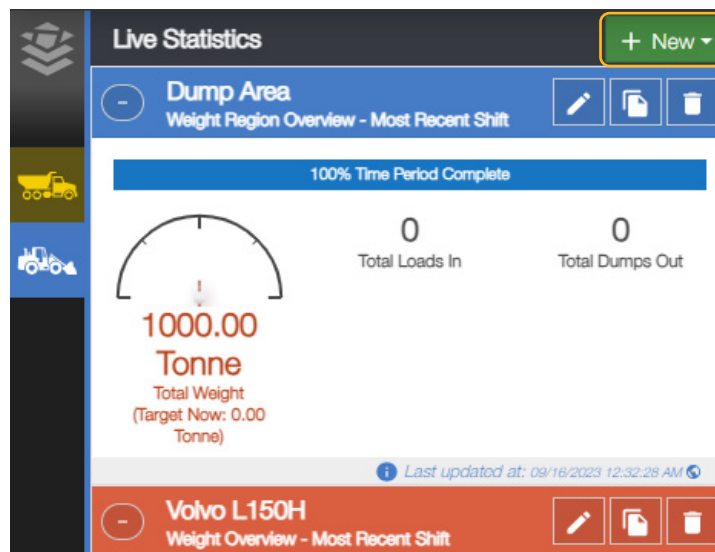 Live Statistics
+ New
Dump Area
Weight Region Overview - Most Recent Shift
100% Time Period Complete
0
Total Loads In
0
Total Dumps Out
1000.00
Tonne
Total Weight
(Target Now: 0.00
Tonne)
Last updated at: 09/16/2023 12:32:28 AM
Volvo L150H
Weight Overview - Most Recent Shift